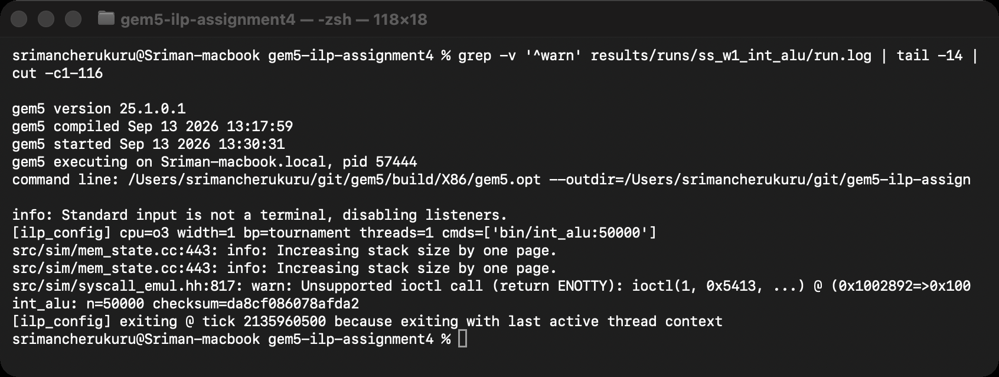 gem5-ilp-assignment4 — -zsh — 118×18
srimancherukuru@Sriman-macbook gem5-ilp-assignment4 % grep -v '^warn' results/runs/ss_w1_int_alu/run.log | tail -14 |
cut -c1-116
gem5 version 25.1.0.1
gem5 compiled Sep 13 2026 13:17:59
gem5 started Sep 13 2026 13:30:31
gem5 executing on Sriman-macbook.local, pid 57444
command line: /Users/srimancherukuru/git/gem5/build/X86/gem5.opt --outdir=/Users/srimancherukuru/git/gem5-ilp-assign
info: Standard input is not a terminal, disabling listeners.
[ilp_config] cpu=o3 width=1 bp=tournament threads=1 cmds=['bin/int_alu:50000']
src/sim/mem_state.cc:443: info: Increasing stack size by one page.
src/sim/mem_state.cc:443: info: Increasing stack size by one page.
src/sim/syscall_emul.hh:817: warn: Unsupported ioctl call (return ENOTTY): ioctl(1, 0x5413, ...) @ (0x1002892=>0x100
int_alu: n=50000 checksum=da8cf086078afda2
[ilp_config] exiting @ tick 2135960500 because exiting with last active thread context
srimancherukuru@Sriman-macbook gem5-ilp-assignment4 %